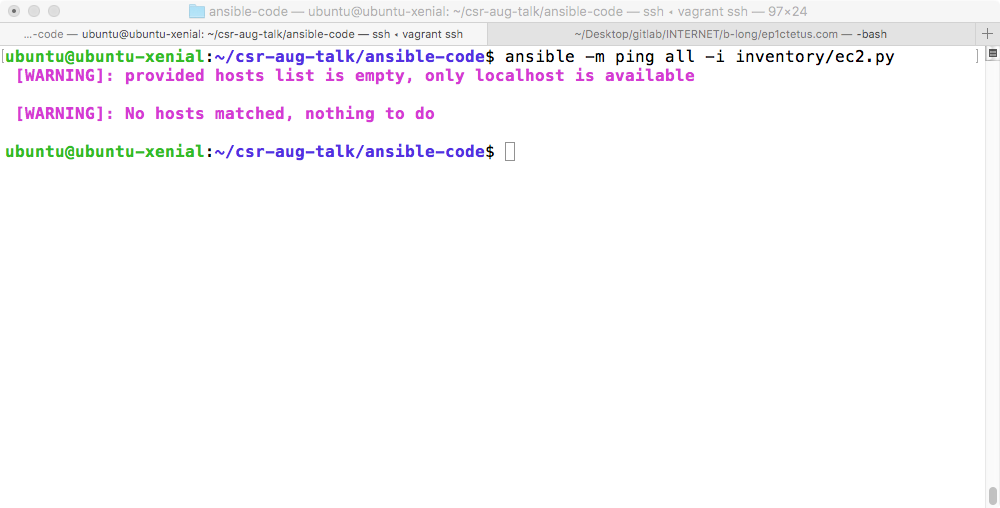 ansible-code — ubuntu@ubuntu-xenial: ~/csr-aug-talk/ansible-code — ssh ◂ vagrant ssh — 97×24
...-code — ubuntu@ubuntu-xenial: ~/csr-aug-talk/ansible-code — ssh ◂ vagrant ssh
~/Desktop/gitlab/INTERNET/b-long/ep1ctetus.com — -bash
[ubuntu@ubuntu-xenial:~/csr-aug-talk/ansible-code$ ansible -m ping all -i inventory/ec2.py ]
[WARNING]: provided hosts list is empty, only localhost is available
[WARNING]: No hosts matched, nothing to do
ubuntu@ubuntu-xenial:~/csr-aug-talk/ansible-code$